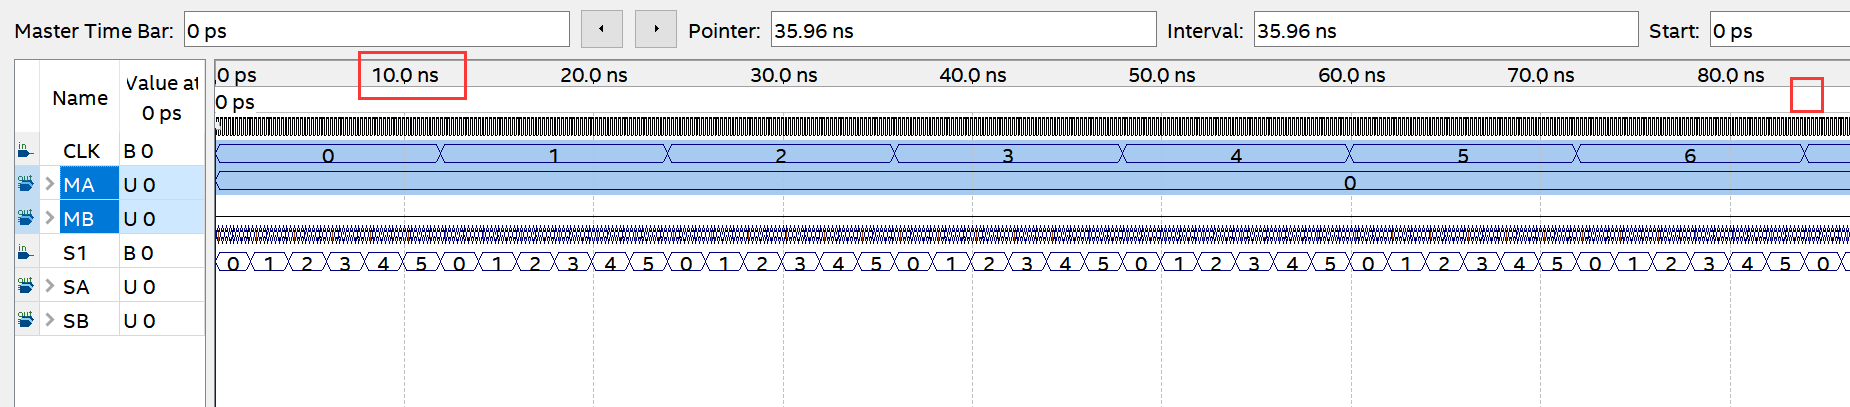 Master Time Bar: 0 ps Pointer: 35.96 ns Interval: 35.96 ns Start: 0 ps
Name Value at 0 ps
0 ps 10.0 ns 20.0 ns 30.0 ns 40.0 ns 50.0 ns 60.0 ns 70.0 ns 80.0 ns
0 ps
in CLK B 0
0 1 2 3 4 5 6
out MA U 0
0
out MB U 0
in S1 B 0
0 1 2 3 4 5 0 1 2 3 4 5 0 1 2 3 4 5 0 1 2 3 4 5 0 1 2 3 4 5 0 1 2 3 4 5 0 1 2 3 4 5 0
out SA U 0
out SB U 0